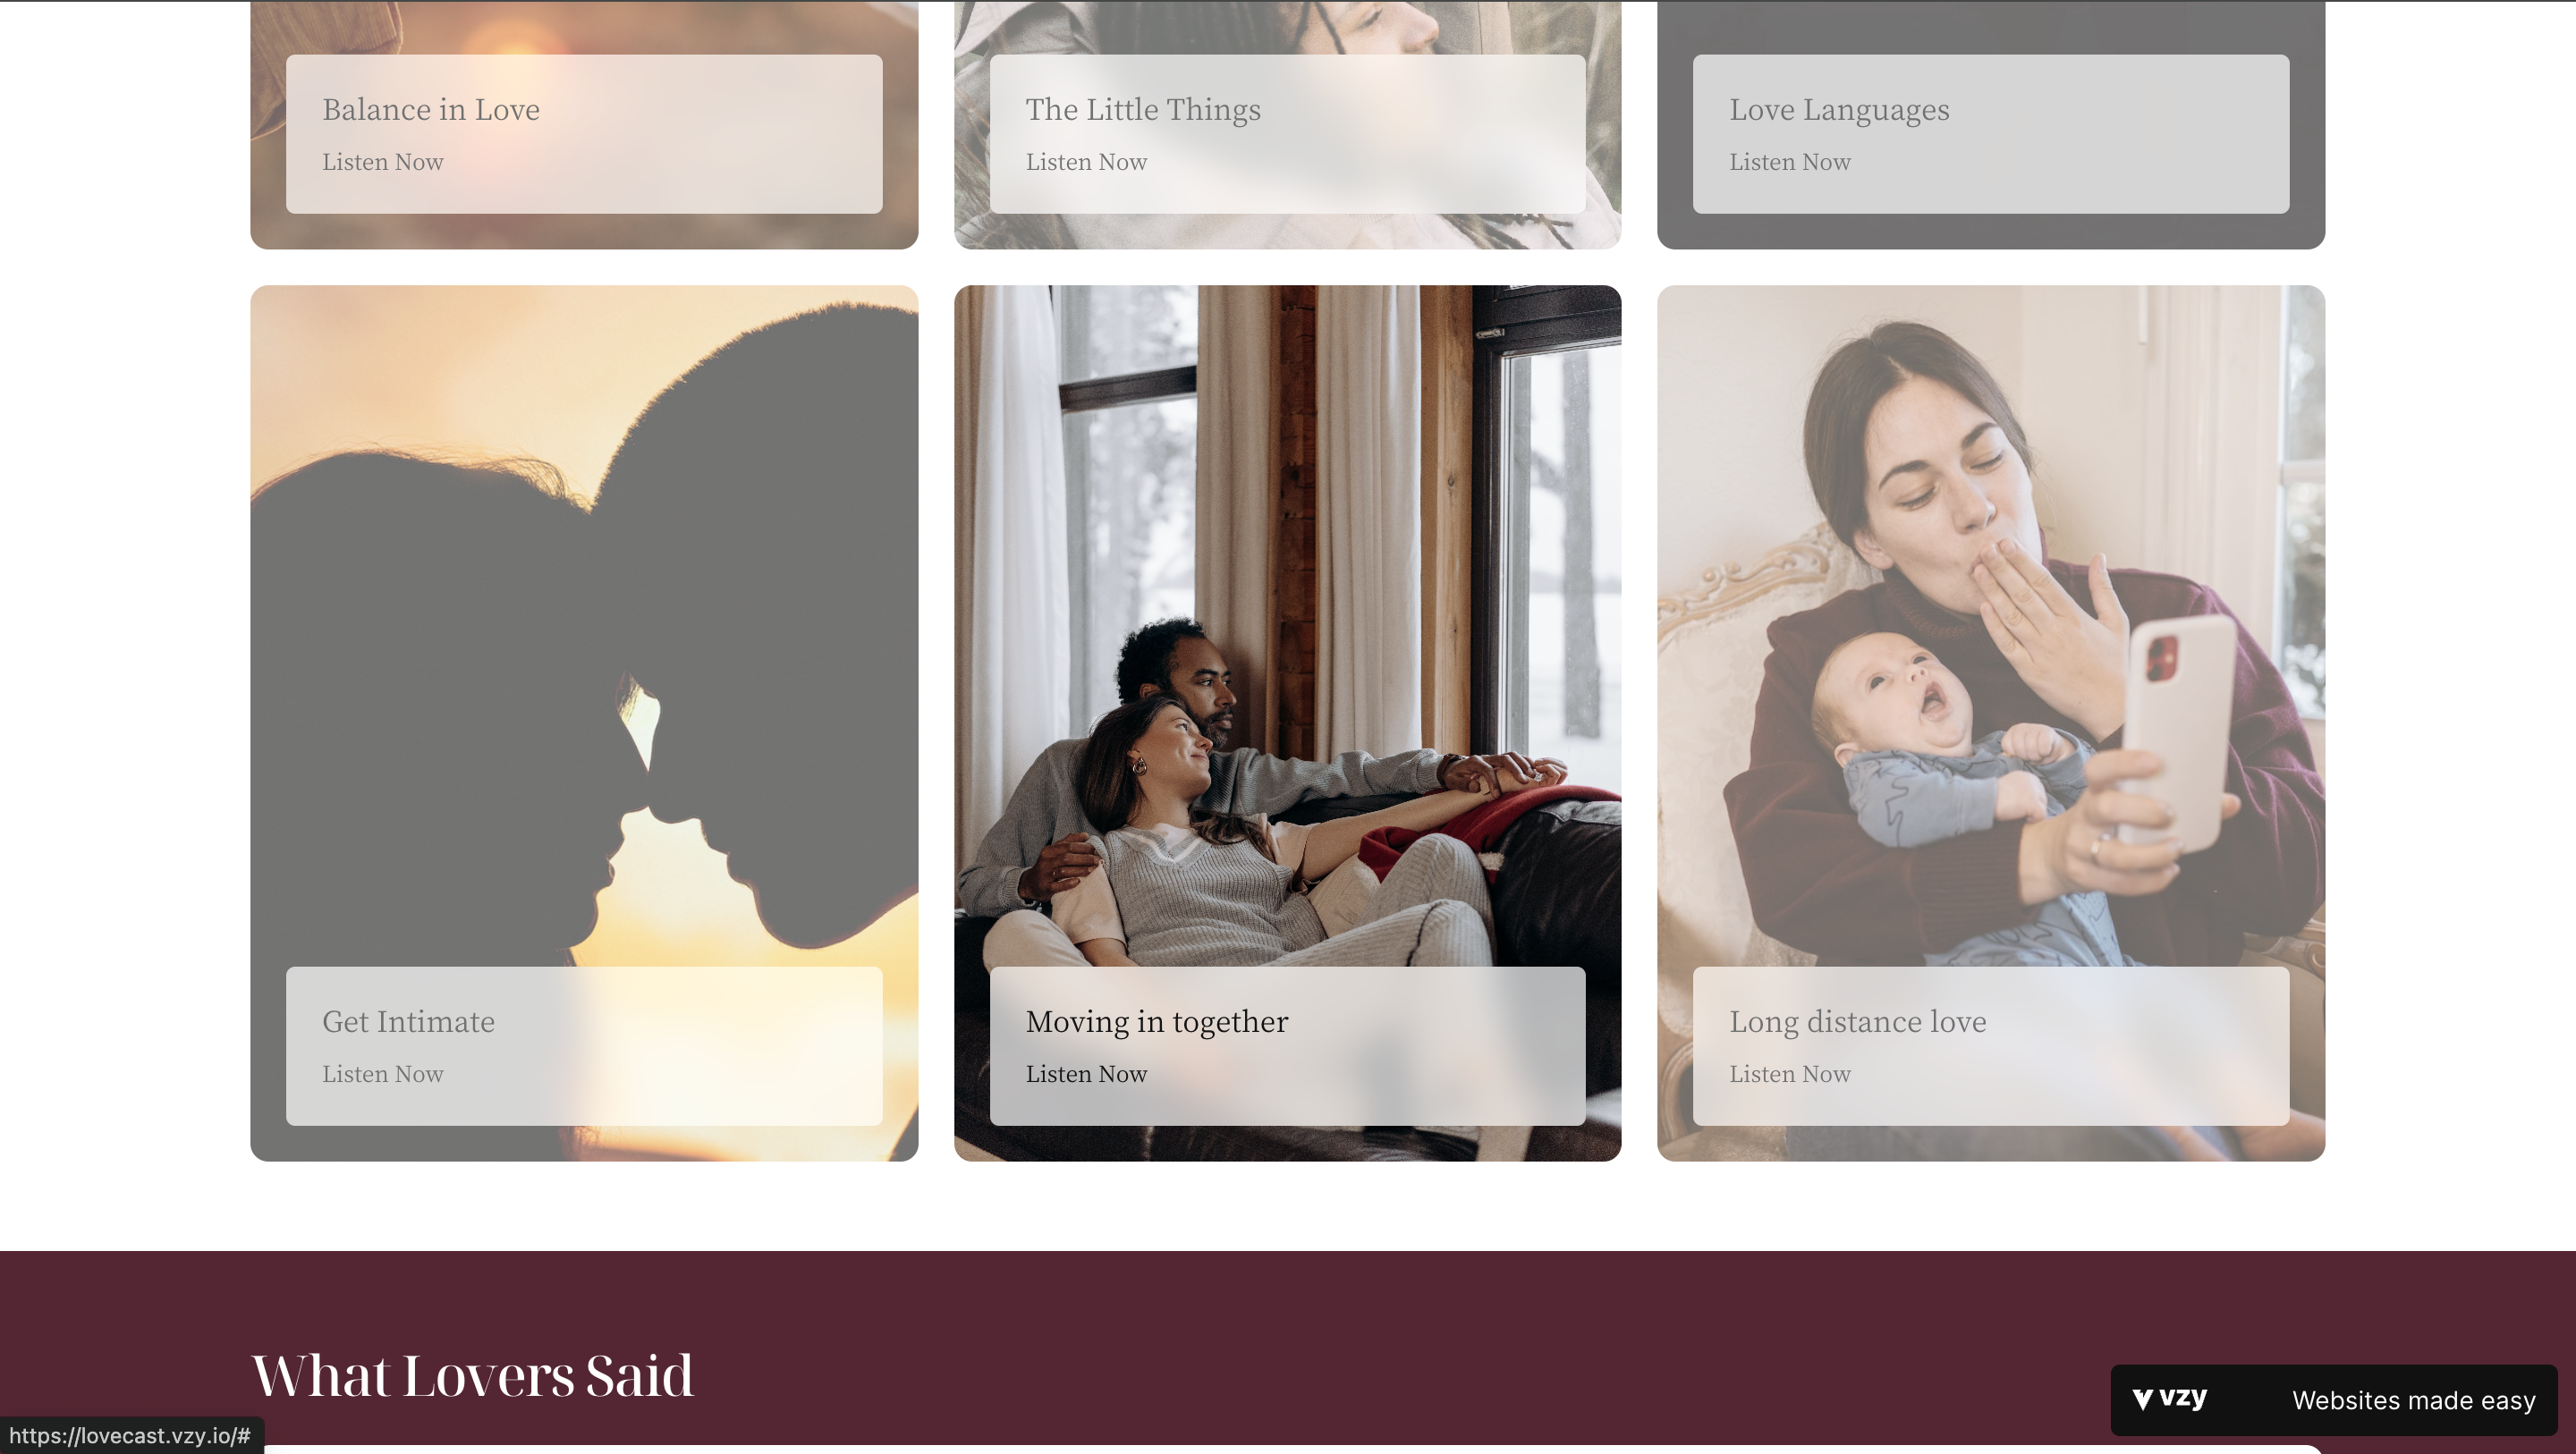 Balance in Love
Listen Now
The Little Things
Listen Now
Love Languages
Listen Now
Get Intimate
Listen Now
Moving in together
Listen Now
Long distance love
Listen Now
What Lovers Said
vzy Websites made easy
https://lovecast.vzy.io/#